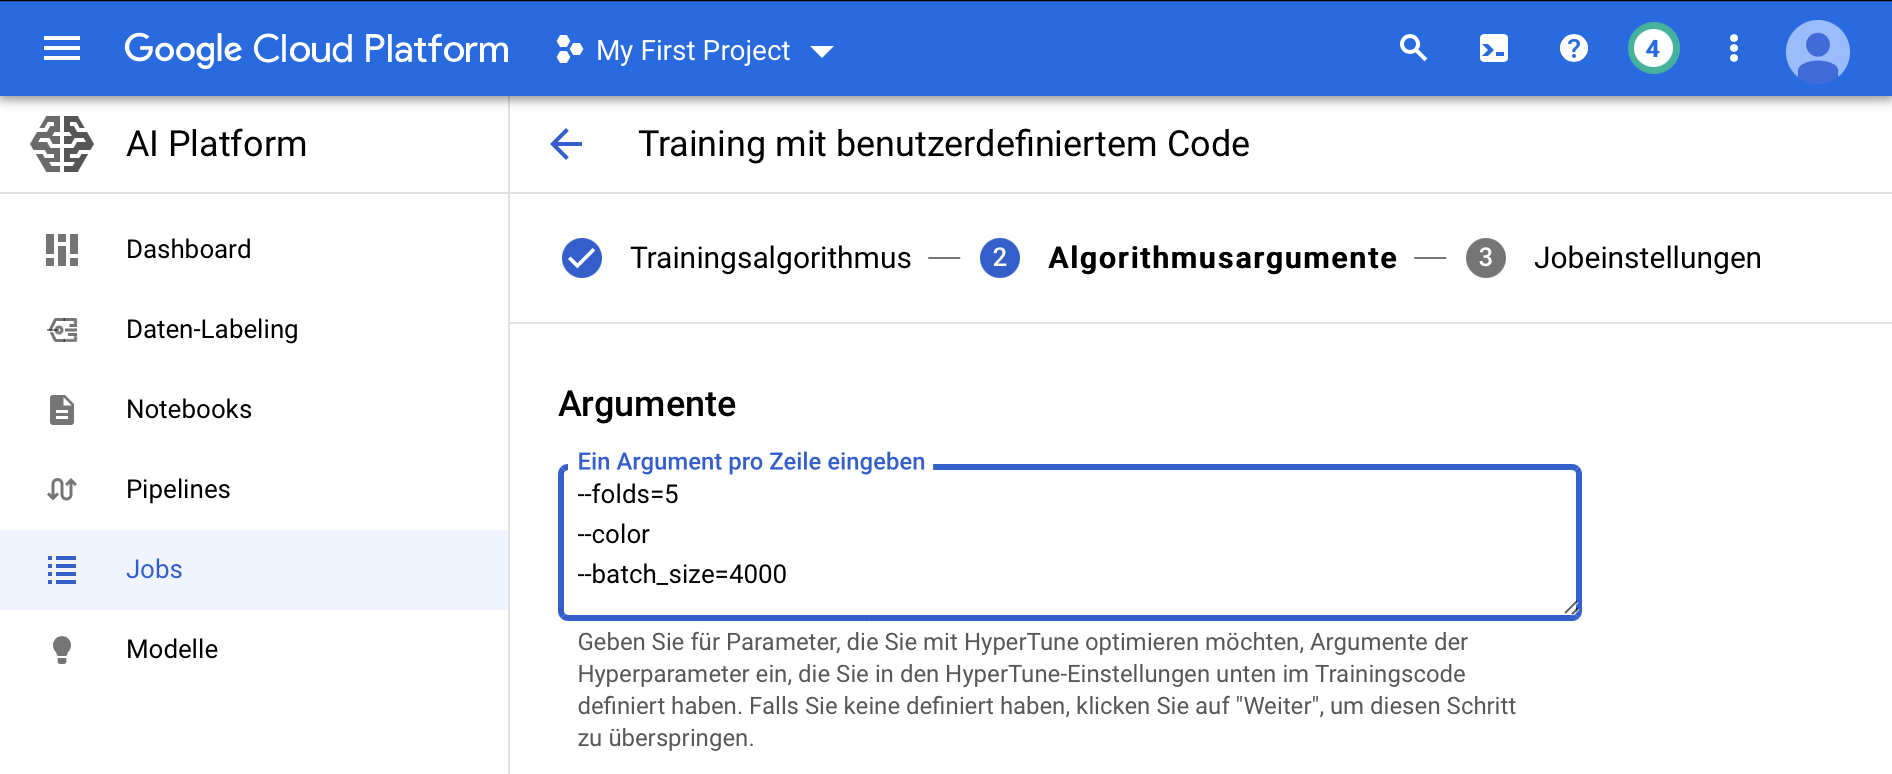 Google Cloud Platform
My First Project
4
AI Platform
Training mit benutzerdefiniertem Code
Dashboard
Daten-Labeling
Notebooks
Pipelines
Jobs
Modelle
Trainingsalgorithmus
2 Algorithmusargumente
3 Jobeinstellungen
Argumente
Ein Argument pro Zeile eingeben
--folds=5
--color
--batch_size=4000
Geben Sie für Parameter, die Sie mit HyperTune optimieren möchten, Argumente der
Hyperparameter ein, die Sie in den HyperTune-Einstellungen unten im Trainingscode
definiert haben. Falls Sie keine definiert haben, klicken Sie auf "Weiter", um diesen Schritt
zu überspringen.